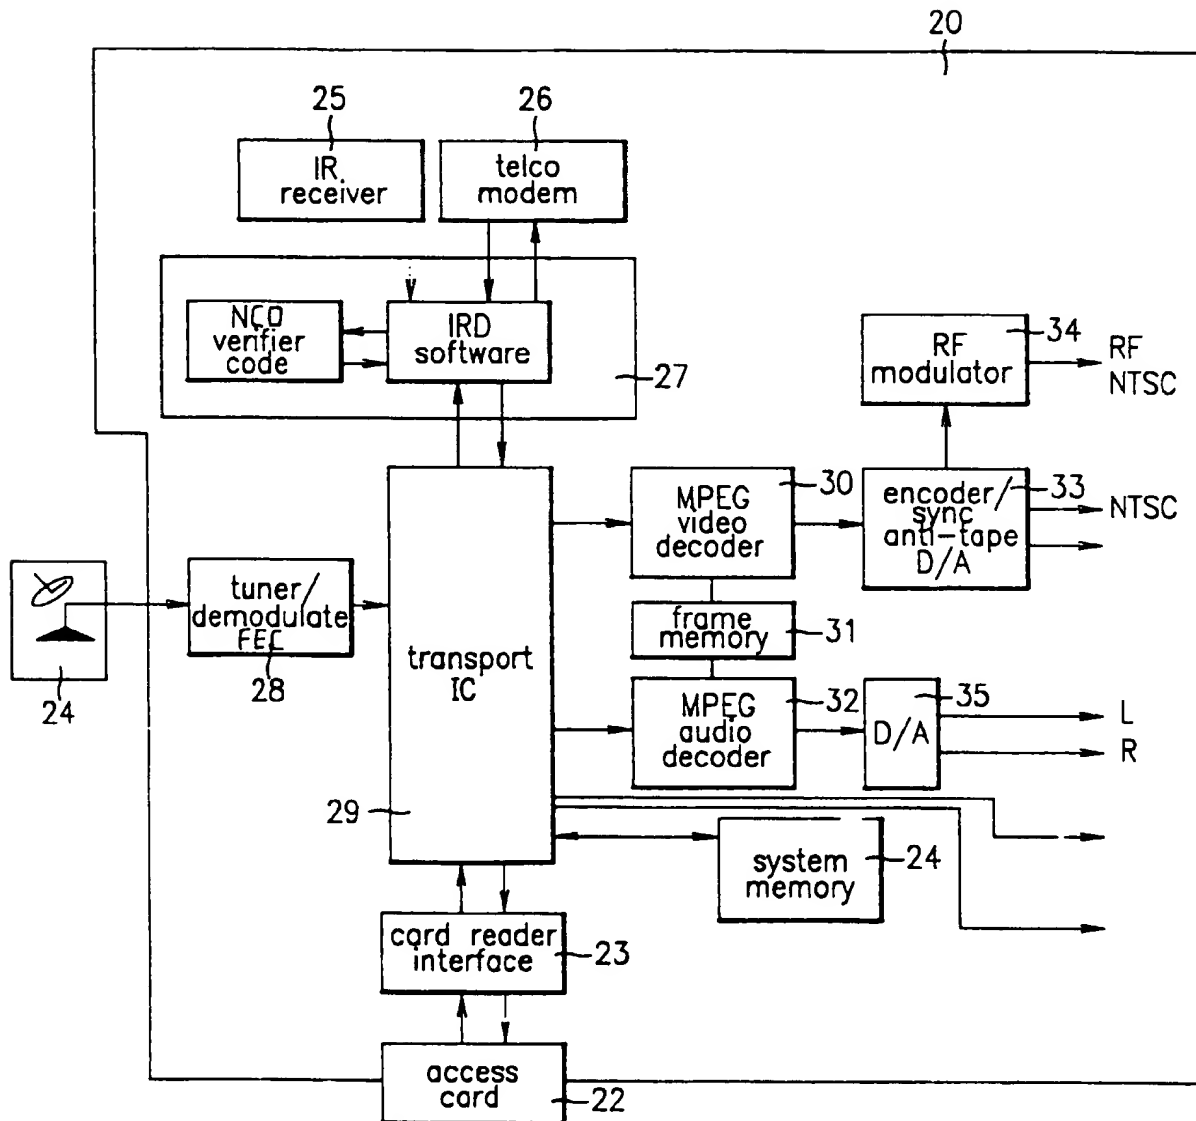 20
25
26
IR
receiver
telco
modem
NCD
verifier
code
IRD
software
27
RF
modulator
34
RF
NTSC
MPEG
video
decoder
30
encoder/
sync
anti-tape
D/A
33
NTSC
24
tuner/
demodulate
FEC
28
transport
IC
29
frame
memory
31
MPEG
audio
decoder
32
D/A
35
L
R
system
memory
24
card reader
interface
23
access
card
22